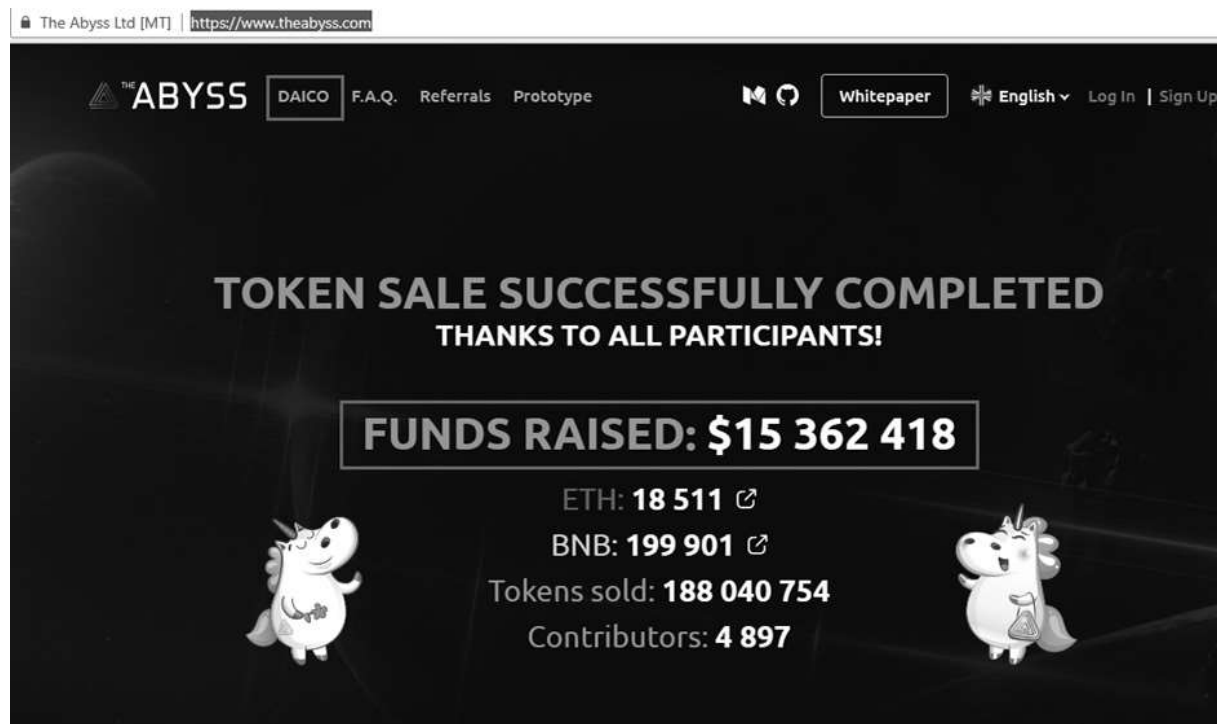 The Abyss Ltd [MT] https://www.theabyss.com
THE ABYSS DAICO F.A.Q. Referrals Prototype Whitepaper English Log In | Sign Up
TOKEN SALE SUCCESSFULLY COMPLETED
THANKS TO ALL PARTICIPANTS!
FUNDS RAISED: $15 362 418
ETH: 18 511
BNB: 199 901
Tokens sold: 188 040 754
Contributors: 4 897